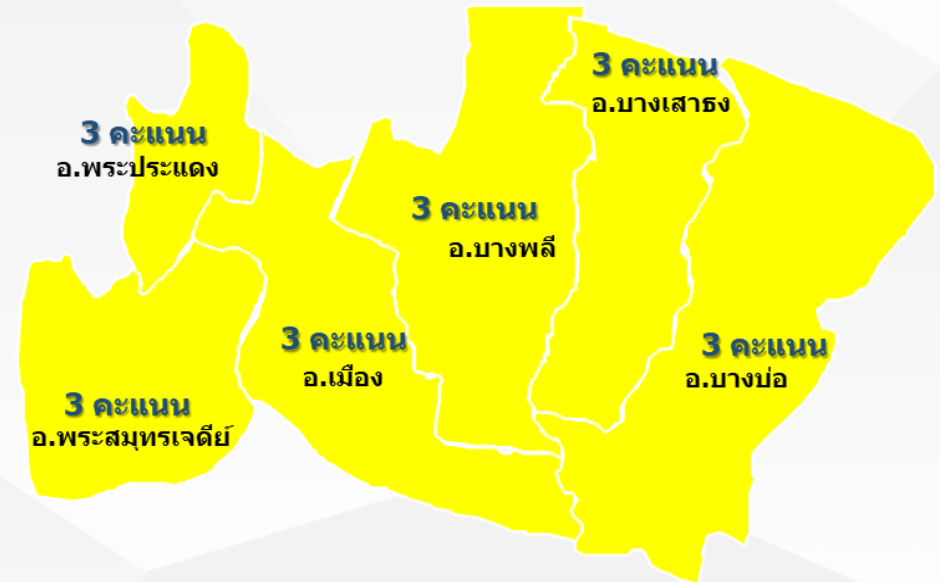 3 คะแนน
อ.บางเสาธง
3 คะแนน
อ.พระประแดง
3 คะแนน
อ.บางพลี
3 คะแนน
อ.เมือง
3 คะแนน
อ.บางบ่อ
3 คะแนน
อ.พระสมุทรเจดีย์